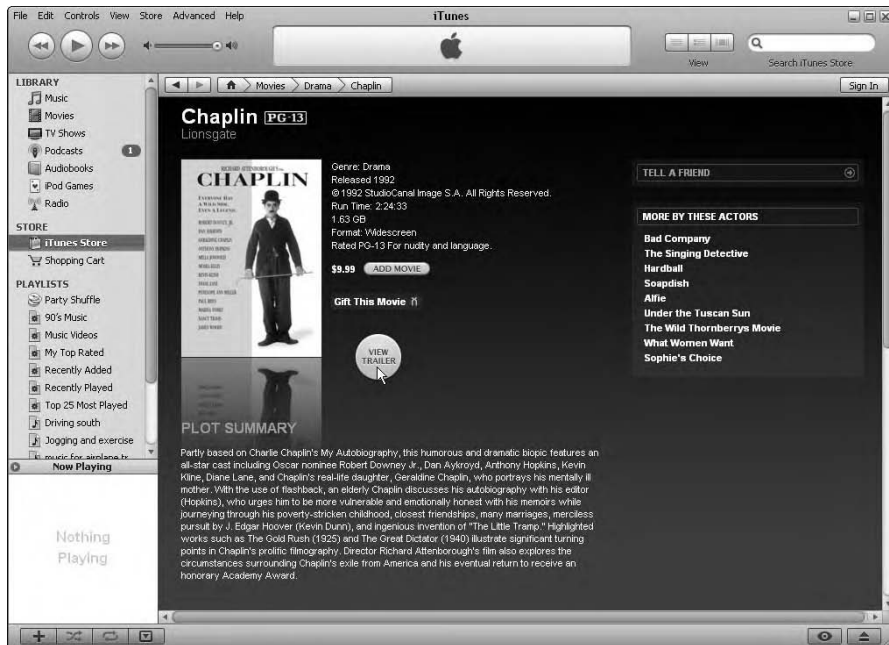 File Edit Controls View Store Advanced Help
iTunes
View
Search iTunes Store
LIBRARY
Music
Movies
TV Shows
Podcasts 1
Audiobooks
iPod Games
Radio
STORE
iTunes Store
Shopping Cart
PLAYLISTS
Party Shuffle
90's Music
Music Videos
My Top Rated
Recently Added
Recently Played
Top 25 Most Played
Driving south
Jogging and exercise
music for airplane tr
Now Playing
Nothing
Playing
Movies Drama Chaplin
Sign In
Chaplin PG-13
Lionsgate
CHAPLIN
EVERYONE HAS
A WILD SIDE.
EVEN A LEGEND.
Genre: Drama
Released 1992
© 1992 StudioCanal Image S.A. All Rights Reserved.
Run Time: 2:24:33
1.63 GB
Format: Widescreen
Rated PG-13 For nudity and language.
$9.99 ADD MOVIE
Gift This Movie
VIEW
TRAILER
TELL A FRIEND
MORE BY THESE ACTORS
Bad Company
The Singing Detective
Hardball
Soapdish
Alfie
Under the Tuscan Sun
The Wild Thornberrys Movie
What Women Want
Sophie's Choice
PLOT SUMMARY
Partly based on Charlie Chaplin's My Autobiography, this humorous and dramatic biopic features an
all-star cast including Oscar nominee Robert Downey Jr., Dan Aykroyd, Anthony Hopkins, Kevin
Kline, Diane Lane, and Chaplin's real-life daughter, Geraldine Chaplin, who portrays his mentally ill
mother. With the use of flashback, an elderly Chaplin discusses his autobiography with his editor
(Hopkins), who urges him to be more vulnerable and emotionally honest with his memoirs while
journeying through his poverty-stricken childhood, closest friendships, many marriages, merciless
pursuit by J. Edgar Hoover (Kevin Dunn), and ingenious invention of "The Little Tramp." Highlighted
works such as The Gold Rush (1925) and The Great Dictator (1940) illustrate significant turning
points in Chaplin's prolific filmography. Director Richard Attenborough's film also explores the
circumstances surrounding Chaplin's exile from America and his eventual return to receive an
honorary Academy Award.